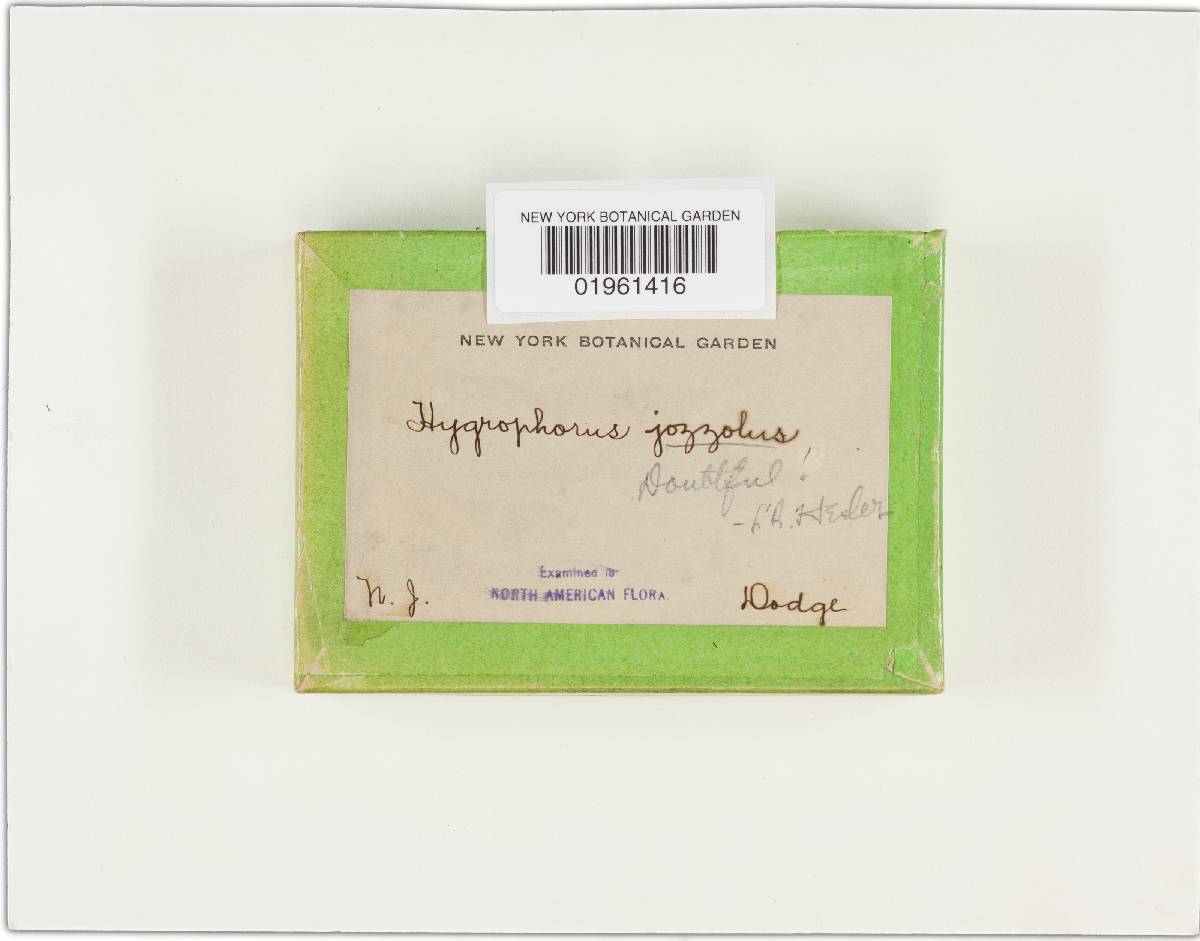 NEW YORK BOTANICAL GARDEN
01961416
NEW YORK BOTANICAL GARDEN
Hygrophorus jozzolus
Doubtful!
- L.R. Hesler
Examined for
NORTH AMERICAN FLORA.
N. J.
Dodge